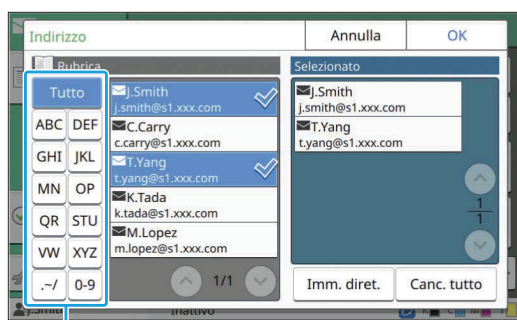 Indirizzo
Annulla
OK
Rubrica
Selezionato
Tutto
ABC DEF
GHI JKL
MN OP
QR STU
VW XYZ
.~/ 0-9
J.Smith
j.smith@s1.xxx.com
C.Carry
c.carry@s1.xxx.com
T.Yang
t.yang@s1.xxx.com
K.Tada
k.tada@s1.xxx.com
M.Lopez
m.lopez@s1.xxx.com
1/1
J.Smith
j.smith@s1.xxx.com
T.Yang
t.yang@s1.xxx.com
1
1
Imm. diret.
Canc. tutto
J.Smith
Inattivo
K C M Y